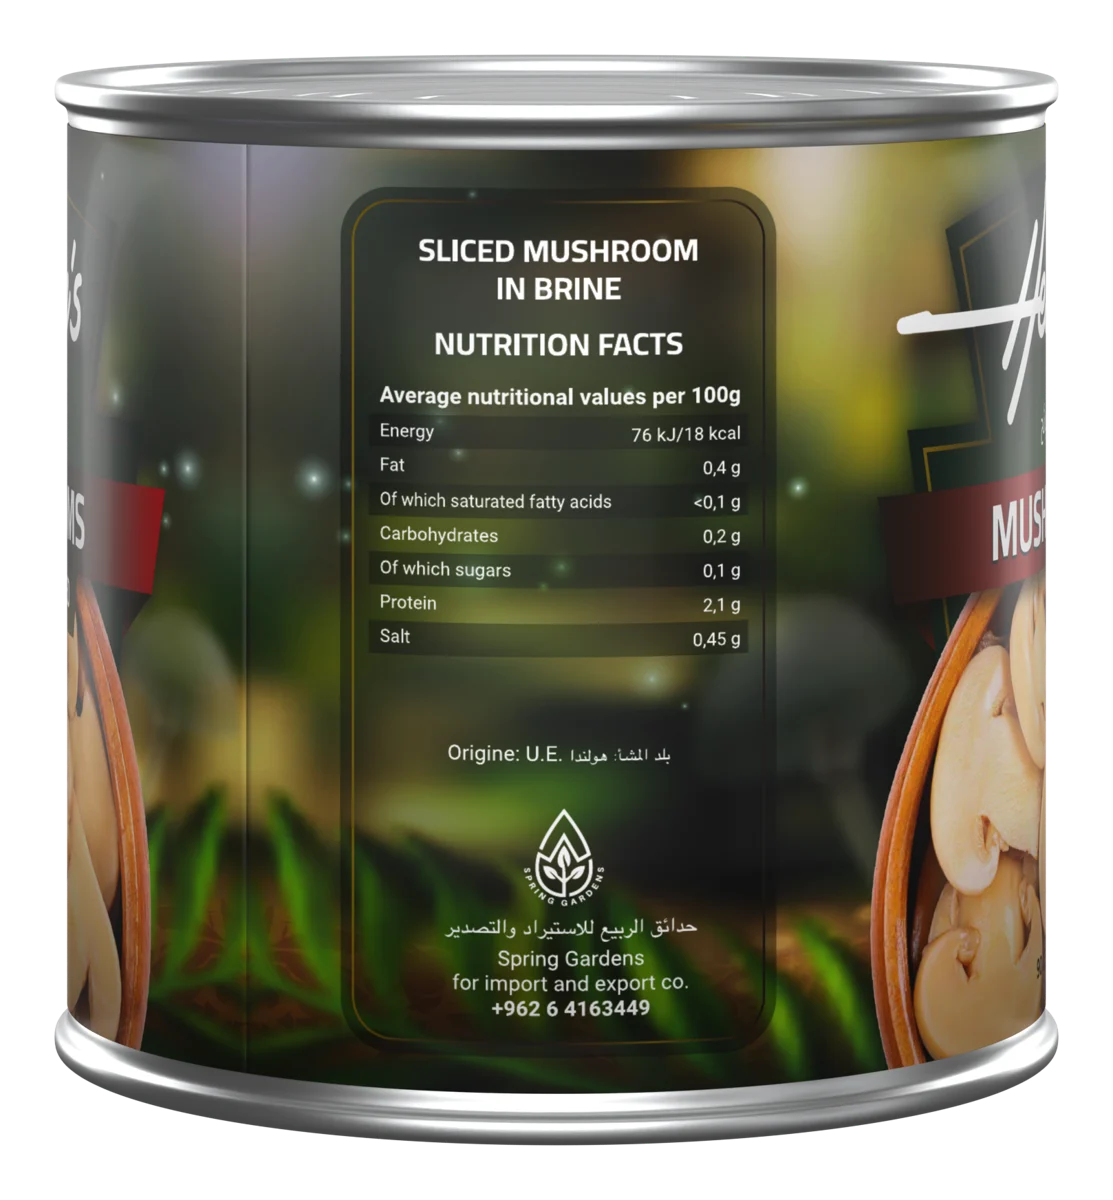 SLICED MUSHROOM
IN BRINE
NUTRITION FACTS
Average nutritional values per 100g
Energy 76 kJ/18 kcal
Fat 0,4 g
Of which saturated fatty acids <0,1 g
Carbohydrates 0,2 g
Of which sugars 0,1 g
Protein 2,1 g
Salt 0,45 g
Origine: U.E. بلد المنشأ: هولندا
SPRING GARDENS
حدائق الربيع للاستيراد والتصدير
Spring Gardens
for import and export co.
+962 6 4163449